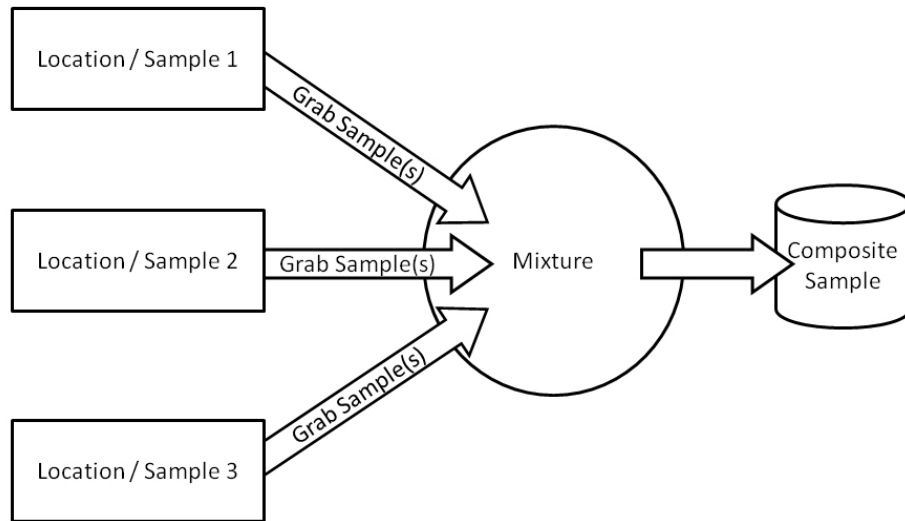 Location / Sample 1
Grab Sample(s)
Location / Sample 2
Grab Sample(s)
Mixture
Composite
Sample
Grab Sample(s)
Location / Sample 3